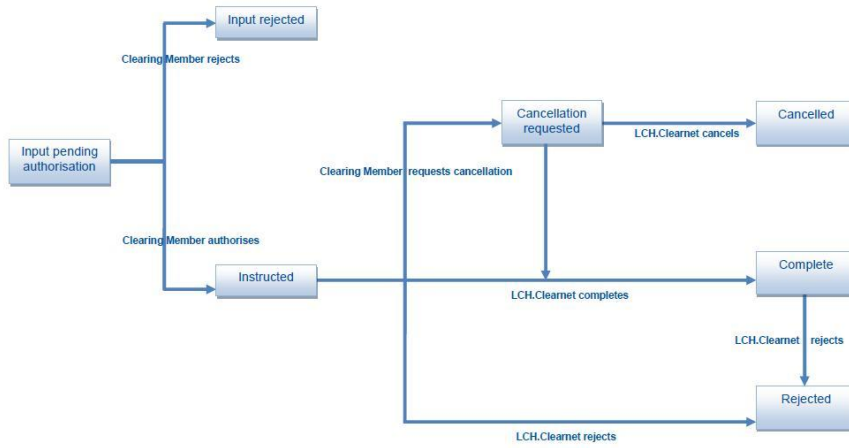 Input rejected
Clearing Member rejects
Cancellation
requested
Cancelled
LCH.Clearnet cancels
Input pending
authorisation
Clearing Member requests cancellation
Clearing Member authorises
Instructed
Complete
LCH.Clearnet completes
LCH.Clearnet rejects
Rejected
LCH.Clearnet rejects